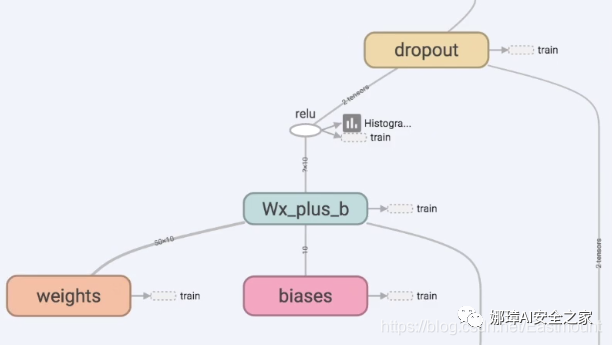 dropout
train
2 tensors
relu
Histogra...
train
?×10
Wx_plus_b
train
50×10
10
2 tensors
weights
train
biases
train
娜璋AI安全之家
https://blog.csdn.net/Eastmount